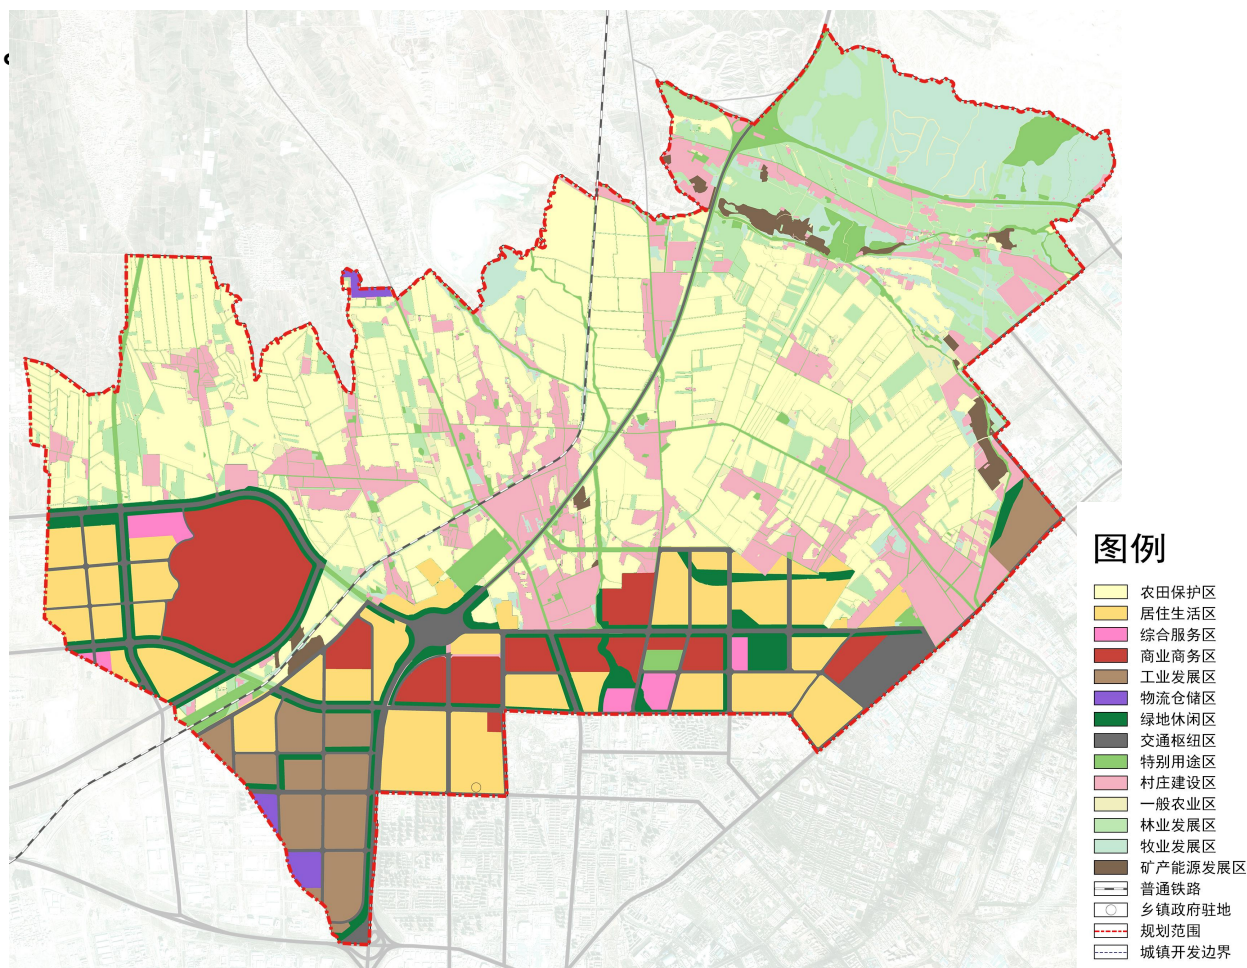 图例
农田保护区
居住生活区
综合服务区
商业商务区
工业发展区
物流仓储区
绿地休闲区
交通枢纽区
特别用途区
村庄建设区
一般农业区
林业发展区
牧业发展区
矿产能源发展区
普通铁路
乡镇政府驻地
规划范围
城镇开发边界